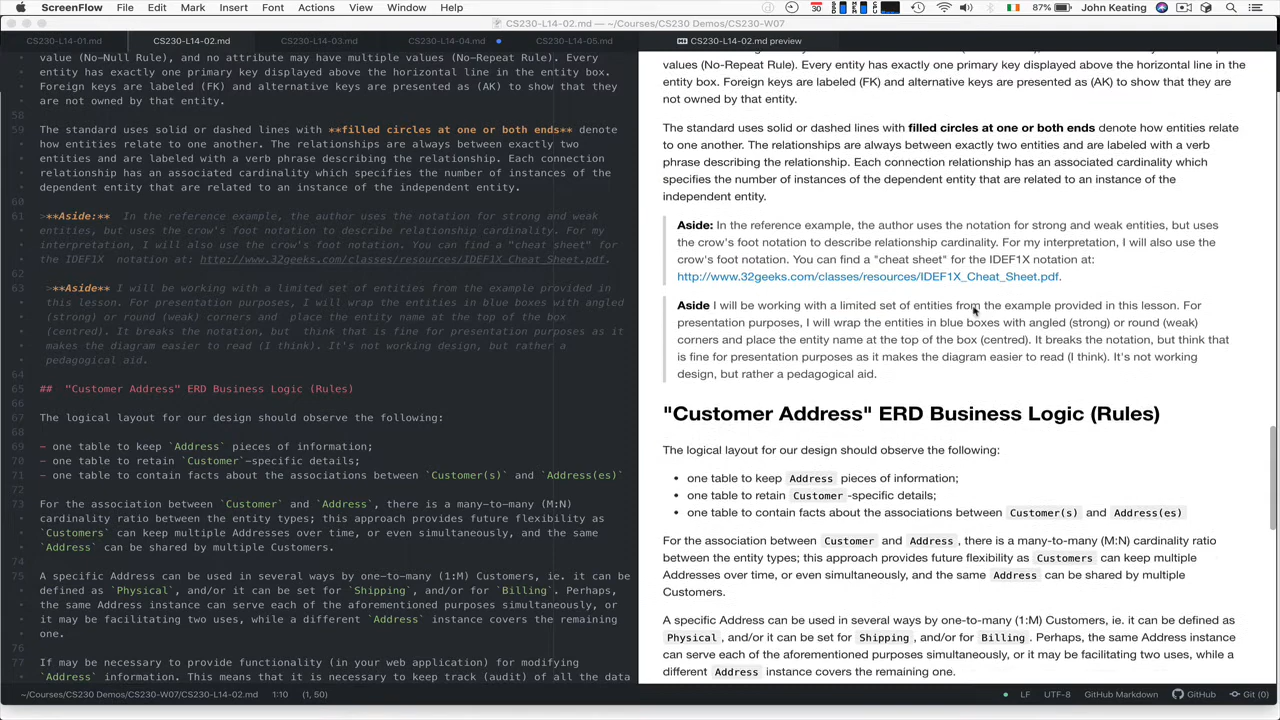 ScreenFlow File Edit Mark Insert Font Actions View Window Help 30 87% John Keating
CS230-L14-02.md — ~/Courses/CS230 Demos/CS230-W07
CS230-L14-01.md CS230-L14-02.md CS230-L14-03.md CS230-L14-04.md CS230-L14-05.md CS230-L14-02.md preview
value (No-Null Rule), and no attribute may have multiple values (No-Repeat Rule). Every
entity has exactly one primary key displayed above the horizontal line in the
entity box. Foreign keys are labeled (FK) and alternative keys are presented as (AK) to show that they
are not owned by that entity.
58
59 The standard uses solid or dashed lines with **filled circles at one or both ends** denote
how entities relate to one another. The relationships are always between exactly two
entities and are labeled with a verb phrase describing the relationship. Each connection
relationship has an associated cardinality which specifies the number of instances of the
dependent entity that are related to an instance of the independent entity.
60
61 >**Aside:** In the reference example, the author uses the notation for strong and weak
entities, but uses the crow's foot notation to describe relationship cardinality. For my
interpretation, I will also use the crow's foot notation. You can find a "cheat sheet" for
the IDEF1X notation at: http://www.32geeks.com/classes/resources/IDEF1X_Cheat_Sheet.pdf.
62
63 >**Aside** I will be working with a limited set of entities from the example provided in
this lesson. For presentation purposes, I will wrap the entities in blue boxes with angled
(strong) or round (weak) corners and place the entity name at the top of the box
(centred). It breaks the notation, but think that is fine for presentation purposes as it
makes the diagram easier to read (I think). It's not working design, but rather a
pedagogical aid.
64
65 ## "Customer Address" ERD Business Logic (Rules)
66
67 The logical layout for our design should observe the following:
68
69 – one table to keep `Address` pieces of information;
70 – one table to retain `Customer`-specific details;
71 – one table to contain facts about the associations between `Customer(s)` and `Address(es)`
72
73 For the association between `Customer` and `Address`, there is a many-to-many (M:N)
cardinality ratio between the entity types; this approach provides future flexibility as
`Customers` can keep multiple Addresses over time, or even simultaneously, and the same
`Address` can be shared by multiple Customers.
74
75 A specific Address can be used in several ways by one-to-many (1:M) Customers, ie. it can be
defined as `Physical`, and/or it can be set for `Shipping`, and/or for `Billing`. Perhaps,
the same Address instance can serve each of the aforementioned purposes simultaneously, or
it may be facilitating two uses, while a different `Address` instance covers the remaining
one.
76
77 If may be necessary to provide functionality (in your web application) for modifying
`Address` information. This means that it is necessary to keep track (audit) of all the data
values (No-Repeat Rule). Every entity has exactly one primary key displayed above the horizontal line in the
entity box. Foreign keys are labeled (FK) and alternative keys are presented as (AK) to show that they are
not owned by that entity.
The standard uses solid or dashed lines with filled circles at one or both ends denote how entities relate
to one another. The relationships are always between exactly two entities and are labeled with a verb
phrase describing the relationship. Each connection relationship has an associated cardinality which
specifies the number of instances of the dependent entity that are related to an instance of the
independent entity.
Aside: In the reference example, the author uses the notation for strong and weak entities, but uses
the crow's foot notation to describe relationship cardinality. For my interpretation, I will also use the
crow's foot notation. You can find a "cheat sheet" for the IDEF1X notation at:
http://www.32geeks.com/classes/resources/IDEF1X_Cheat_Sheet.pdf.
Aside I will be working with a limited set of entities from the example provided in this lesson. For
presentation purposes, I will wrap the entities in blue boxes with angled (strong) or round (weak)
corners and place the entity name at the top of the box (centred). It breaks the notation, but think that
is fine for presentation purposes as it makes the diagram easier to read (I think). It's not working
design, but rather a pedagogical aid.
"Customer Address" ERD Business Logic (Rules)
The logical layout for our design should observe the following:
• one table to keep Address pieces of information;
• one table to retain Customer -specific details;
• one table to contain facts about the associations between Customer(s) and Address(es)
For the association between Customer and Address , there is a many-to-many (M:N) cardinality ratio
between the entity types; this approach provides future flexibility as Customers can keep multiple
Addresses over time, or even simultaneously, and the same Address can be shared by multiple
Customers.
A specific Address can be used in several ways by one-to-many (1:M) Customers, ie. it can be defined as
Physical , and/or it can be set for Shipping , and/or for Billing . Perhaps, the same Address instance
can serve each of the aforementioned purposes simultaneously, or it may be facilitating two uses, while a
different Address instance covers the remaining one.
~/Courses/CS230 Demos/CS230-W07/CS230-L14-02.md 1:10 (1, 50) LF UTF-8 GitHub Markdown GitHub Git (0)